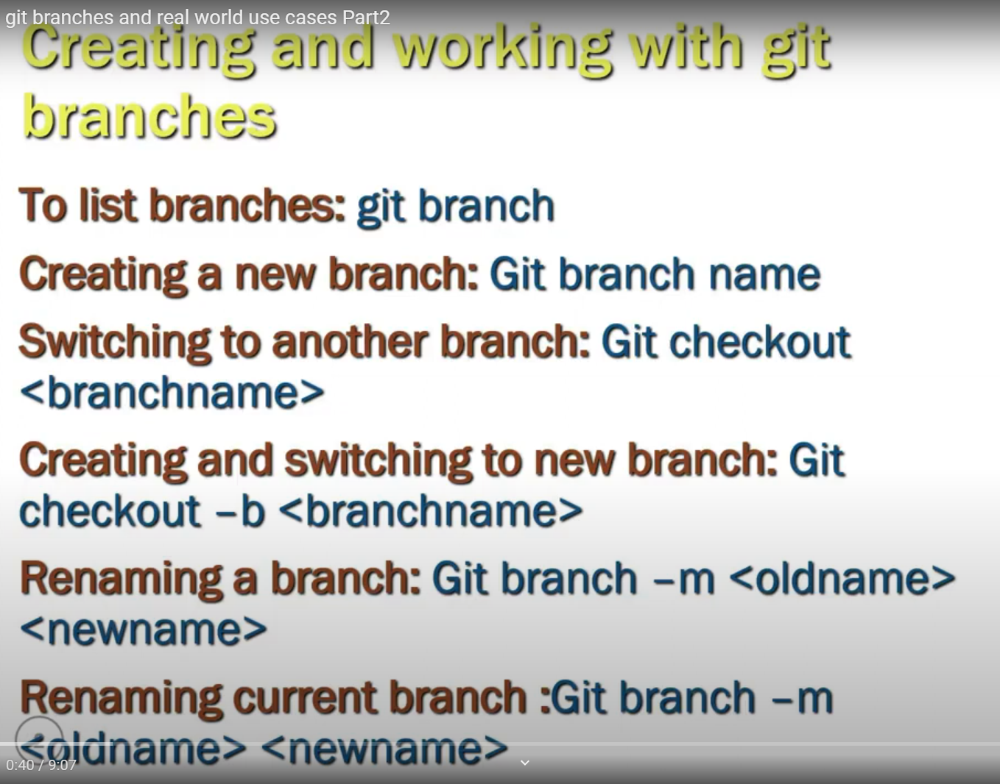 git branches and real world use cases Part2
Creating and working with git
branches
To list branches: git branch
Creating a new branch: Git branch name
Switching to another branch: Git checkout
<branchname>
Creating and switching to new branch: Git
checkout –b <branchname>
Renaming a branch: Git branch –m <oldname>
<newname>
Renaming current branch :Git branch –m
<oldname> <newname>
0:40 / 9:07